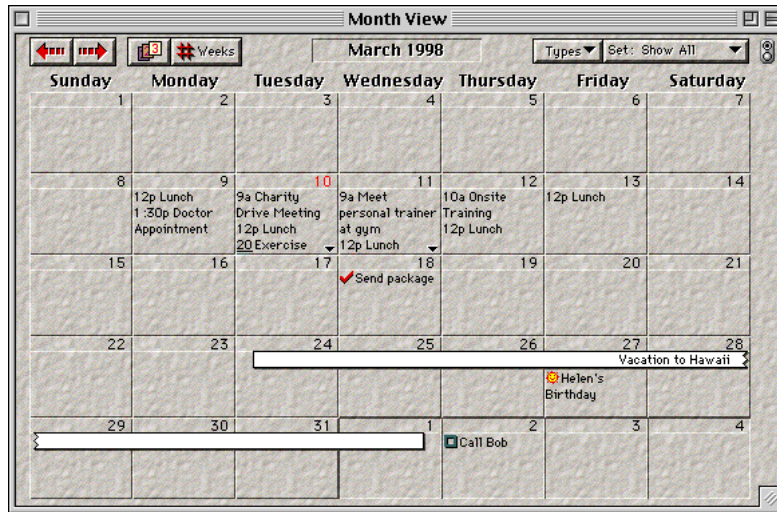 Month View
23 Weeks March 1998 Types Set: Show All
Sunday Monday Tuesday Wednesday Thursday Friday Saturday
1 2 3 4 5 6 7
8 9 10 11 12 13 14
12p Lunch
1:30p Doctor
Appointment
9a Charity
Drive Meeting
12p Lunch
20 Exercise
9a Meet
personal trainer
at gym
12p Lunch
10a Onsite
Training
12p Lunch
12p Lunch
15 16 17 18 19 20 21
Send package
22 23 24 25 26 27 28
Vacation to Hawaii
Helen's
Birthday
29 30 31 1 2 3 4
Call Bob